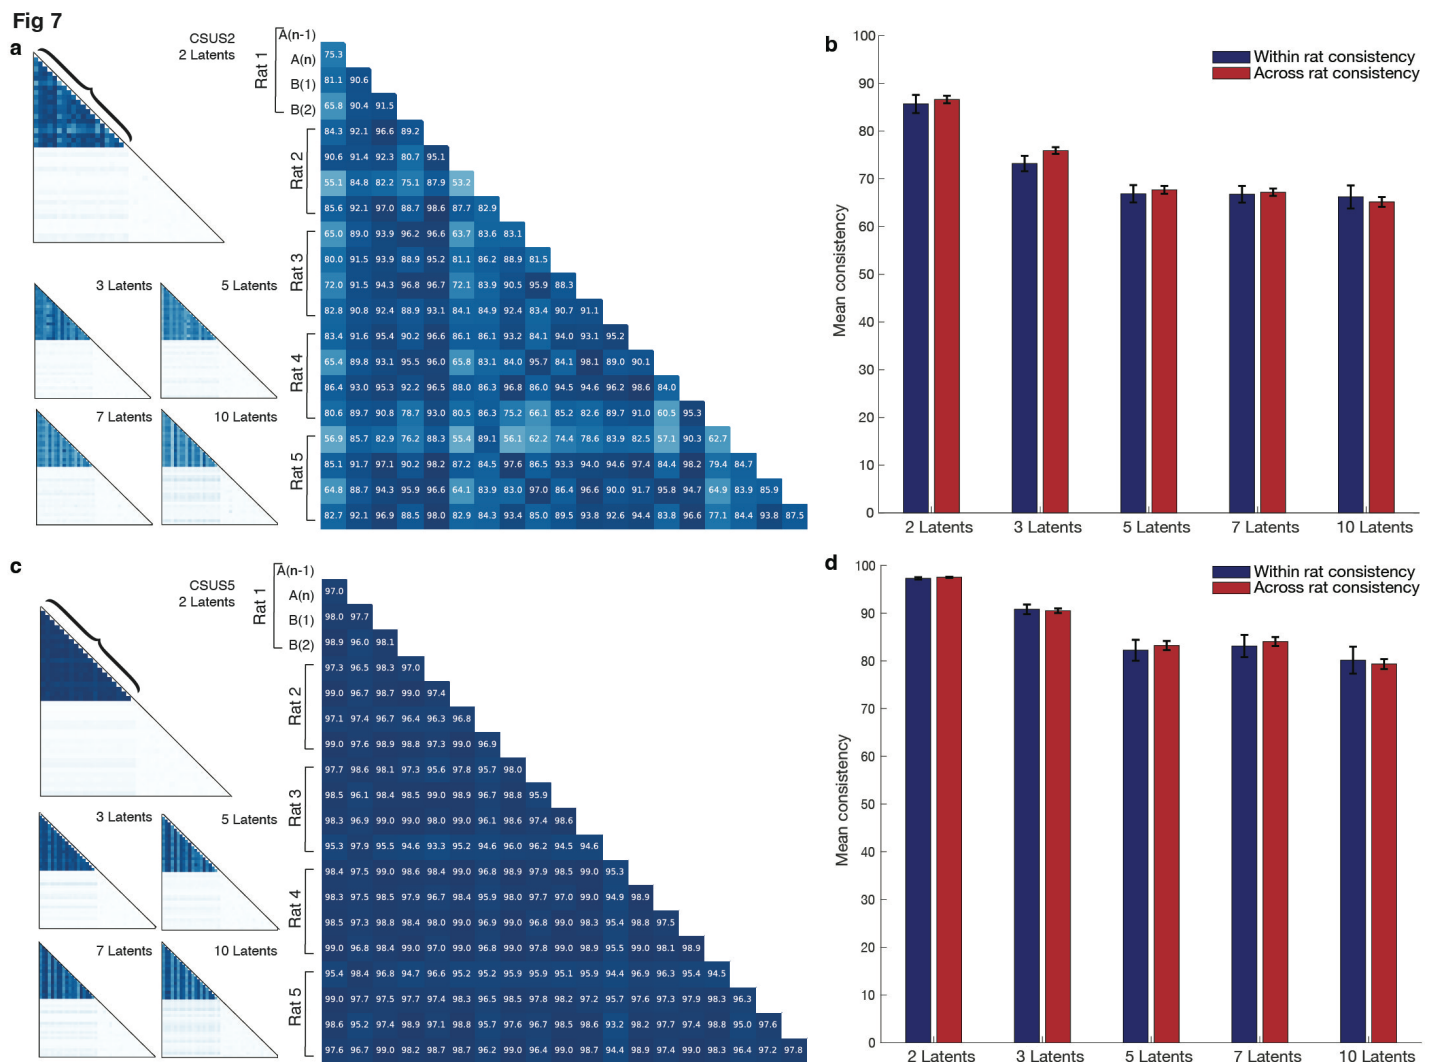 Fig 7
a
CSUS2
2 Latents
3 Latents
5 Latents
7 Latents
10 Latents
Rat 1
Rat 2
Rat 3
Rat 4
Rat 5
A(n-1)
A(n)
B(1)
B(2)
75.3
81.1 90.6
65.8 90.4 91.5
84.3 92.1 96.6 89.2
90.6 91.4 92.3 80.7 95.1
55.1 84.8 82.2 75.1 87.9 53.2
85.6 92.1 97.0 88.7 98.6 87.7 82.9
65.0 89.0 93.9 96.2 96.6 63.7 83.6 83.1
80.0 91.5 93.9 88.9 95.2 81.1 86.2 88.9 81.5
72.0 91.5 94.3 96.8 96.7 72.1 83.9 90.5 95.9 88.3
82.8 90.8 92.4 88.9 93.1 84.1 84.9 92.4 83.4 90.7 91.1
83.4 91.6 95.4 90.2 96.6 86.1 86.1 93.2 84.1 94.0 93.1 95.2
65.4 89.8 93.1 95.5 96.0 65.8 83.1 84.0 95.7 84.1 98.1 89.0 90.1
86.4 93.0 95.3 92.2 96.5 88.0 86.3 96.8 86.0 94.5 94.6 96.2 98.6 84.0
80.6 89.7 90.8 78.7 93.0 80.5 86.3 75.2 66.1 85.2 82.6 89.7 91.0 60.5 95.3
56.9 85.7 82.9 76.2 88.3 55.4 89.1 56.1 62.2 74.4 78.6 83.9 82.5 57.1 90.3 62.7
85.1 91.7 97.1 90.2 98.2 87.2 84.5 97.6 86.5 93.3 94.0 94.6 97.4 84.4 98.2 79.4 84.7
64.8 88.7 94.3 95.9 96.6 64.1 83.9 83.0 97.0 86.4 96.6 90.0 91.7 95.8 94.7 64.9 83.9 85.9
82.7 92.1 96.9 88.5 98.0 82.9 84.3 93.4 85.0 89.5 93.8 92.6 94.4 83.8 96.6 77.1 84.4 93.8 87.5
b
Mean consistency
100
90
80
70
60
50
40
30
20
10
0
Within rat consistency
Across rat consistency
2 Latents 3 Latents 5 Latents 7 Latents 10 Latents
c
CSUS5
2 Latents
3 Latents
5 Latents
7 Latents
10 Latents
Rat 1
Rat 2
Rat 3
Rat 4
Rat 5
A(n-1)
A(n)
B(1)
B(2)
97.0
98.0 97.7
98.9 96.0 98.1
97.3 96.5 98.3 97.0
99.0 96.7 98.7 99.0 97.4
97.1 97.4 96.7 96.4 96.3 96.8
99.0 97.6 98.9 98.8 97.3 99.0 96.9
97.7 98.6 98.1 97.3 95.6 97.8 95.7 98.0
98.5 96.1 98.4 98.5 99.0 98.9 96.7 98.8 95.9
98.3 96.9 99.0 99.0 98.0 99.0 96.1 98.6 97.4 98.6
95.3 97.9 95.5 94.6 93.3 95.2 94.6 96.0 96.2 94.5 94.6
98.4 97.5 99.0 98.6 98.4 99.0 96.8 98.9 97.9 98.5 99.0 95.3
98.3 97.5 98.5 97.9 96.7 98.4 95.9 98.0 97.7 97.0 99.0 94.9 98.9
98.5 97.3 98.8 98.4 98.0 99.0 96.9 99.0 96.8 99.0 98.3 95.4 98.8 97.5
99.0 96.8 98.4 99.0 97.0 99.0 96.8 99.0 97.8 99.0 98.9 95.5 99.0 98.1 98.9
95.4 98.4 96.8 94.7 96.6 95.2 95.2 95.9 95.9 95.1 95.9 94.4 96.9 96.3 95.4 94.5
99.0 97.7 97.5 97.7 97.4 98.3 96.5 98.5 97.8 98.2 97.2 95.7 97.6 97.3 97.9 98.3 96.3
98.6 95.2 97.4 98.9 97.1 98.8 95.7 97.6 96.7 98.5 98.6 93.2 98.2 97.7 97.4 98.8 95.0 97.6
97.6 96.7 99.0 98.2 98.7 98.7 96.2 99.0 96.4 99.0 98.7 94.4 98.9 97.4 99.0 98.3 96.4 97.2 97.8
d
Mean consistency
100
90
80
70
60
50
40
30
20
10
0
Within rat consistency
Across rat consistency
2 Latents 3 Latents 5 Latents 7 Latents 10 Latents